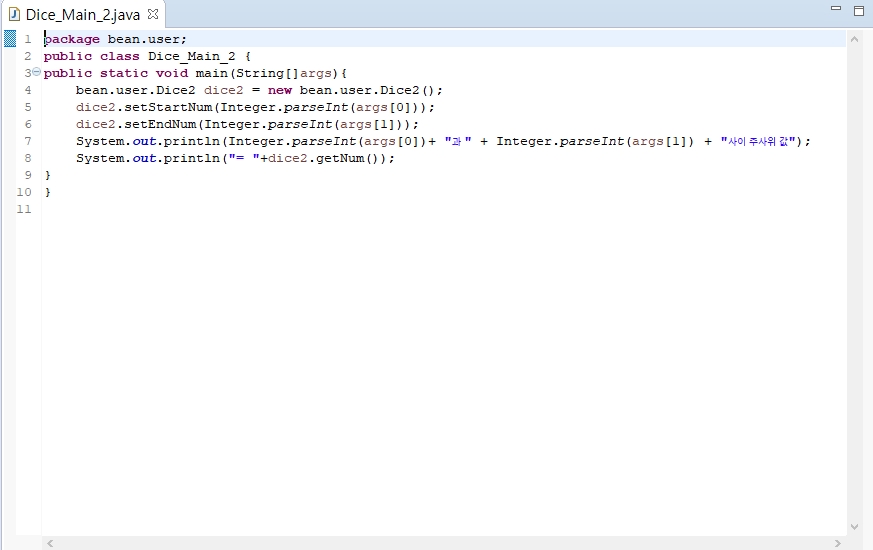 Dice_Main_2.java
1 package bean.user;
2 public class Dice_Main_2 {
3 public static void main(String[]args){
4 bean.user.Dice2 dice2 = new bean.user.Dice2();
5 dice2.setStartNum(Integer.parseInt(args[0]));
6 dice2.setEndNum(Integer.parseInt(args[1]));
7 System.out.println(Integer.parseInt(args[0])+ "과 " + Integer.parseInt(args[1]) + "사이 주사위 값");
8 System.out.println("= "+dice2.getNum());
9 }
10 }
11